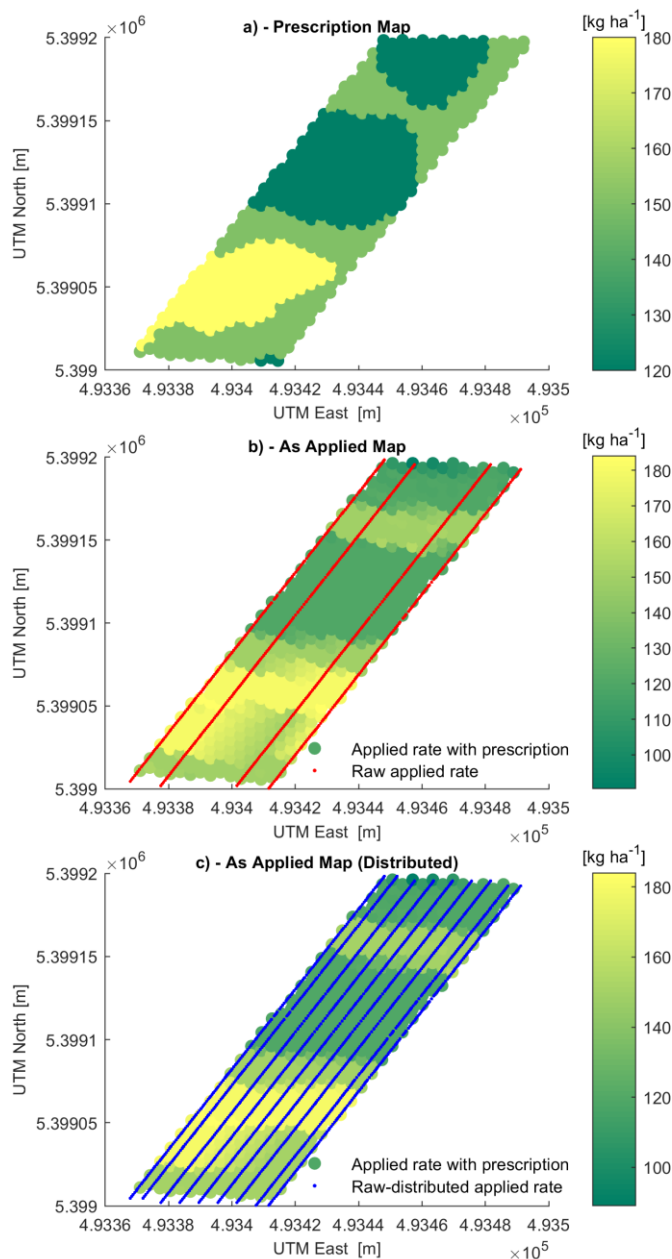 a) - Prescription Map
[kg ha-1]
×10^6
5.3992
5.39915
5.3991
5.39905
5.399
UTM North [m]
4.9336 4.9338 4.934 4.9342 4.9344 4.9346 4.9348 4.935
UTM East [m]
×10^5
180
170
160
150
140
130
120
b) - As Applied Map
[kg ha-1]
×10^6
5.3992
5.39915
5.3991
5.39905
5.399
UTM North [m]
Applied rate with prescription
Raw applied rate
4.9336 4.9338 4.934 4.9342 4.9344 4.9346 4.9348 4.935
UTM East [m]
×10^5
180
170
160
150
140
130
120
110
100
c) - As Applied Map (Distributed)
[kg ha-1]
×10^6
5.3992
5.39915
5.3991
5.39905
5.399
UTM North [m]
Applied rate with prescription
Raw-distributed applied rate
4.9336 4.9338 4.934 4.9342 4.9344 4.9346 4.9348 4.935
UTM East [m]
×10^5
180
160
140
120
100